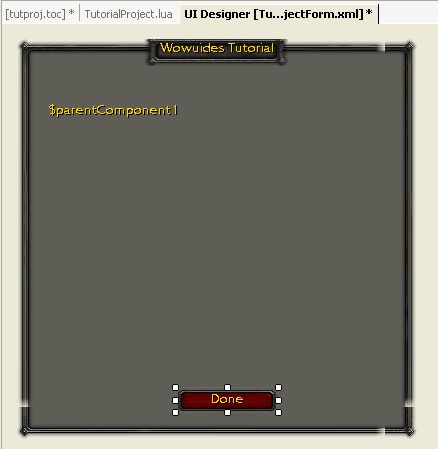 [tutproj.toc] * TutorialProject.lua UI Designer [Tu...jectForm.xml] *
Wowuides Tutorial
$parentComponent1
Done